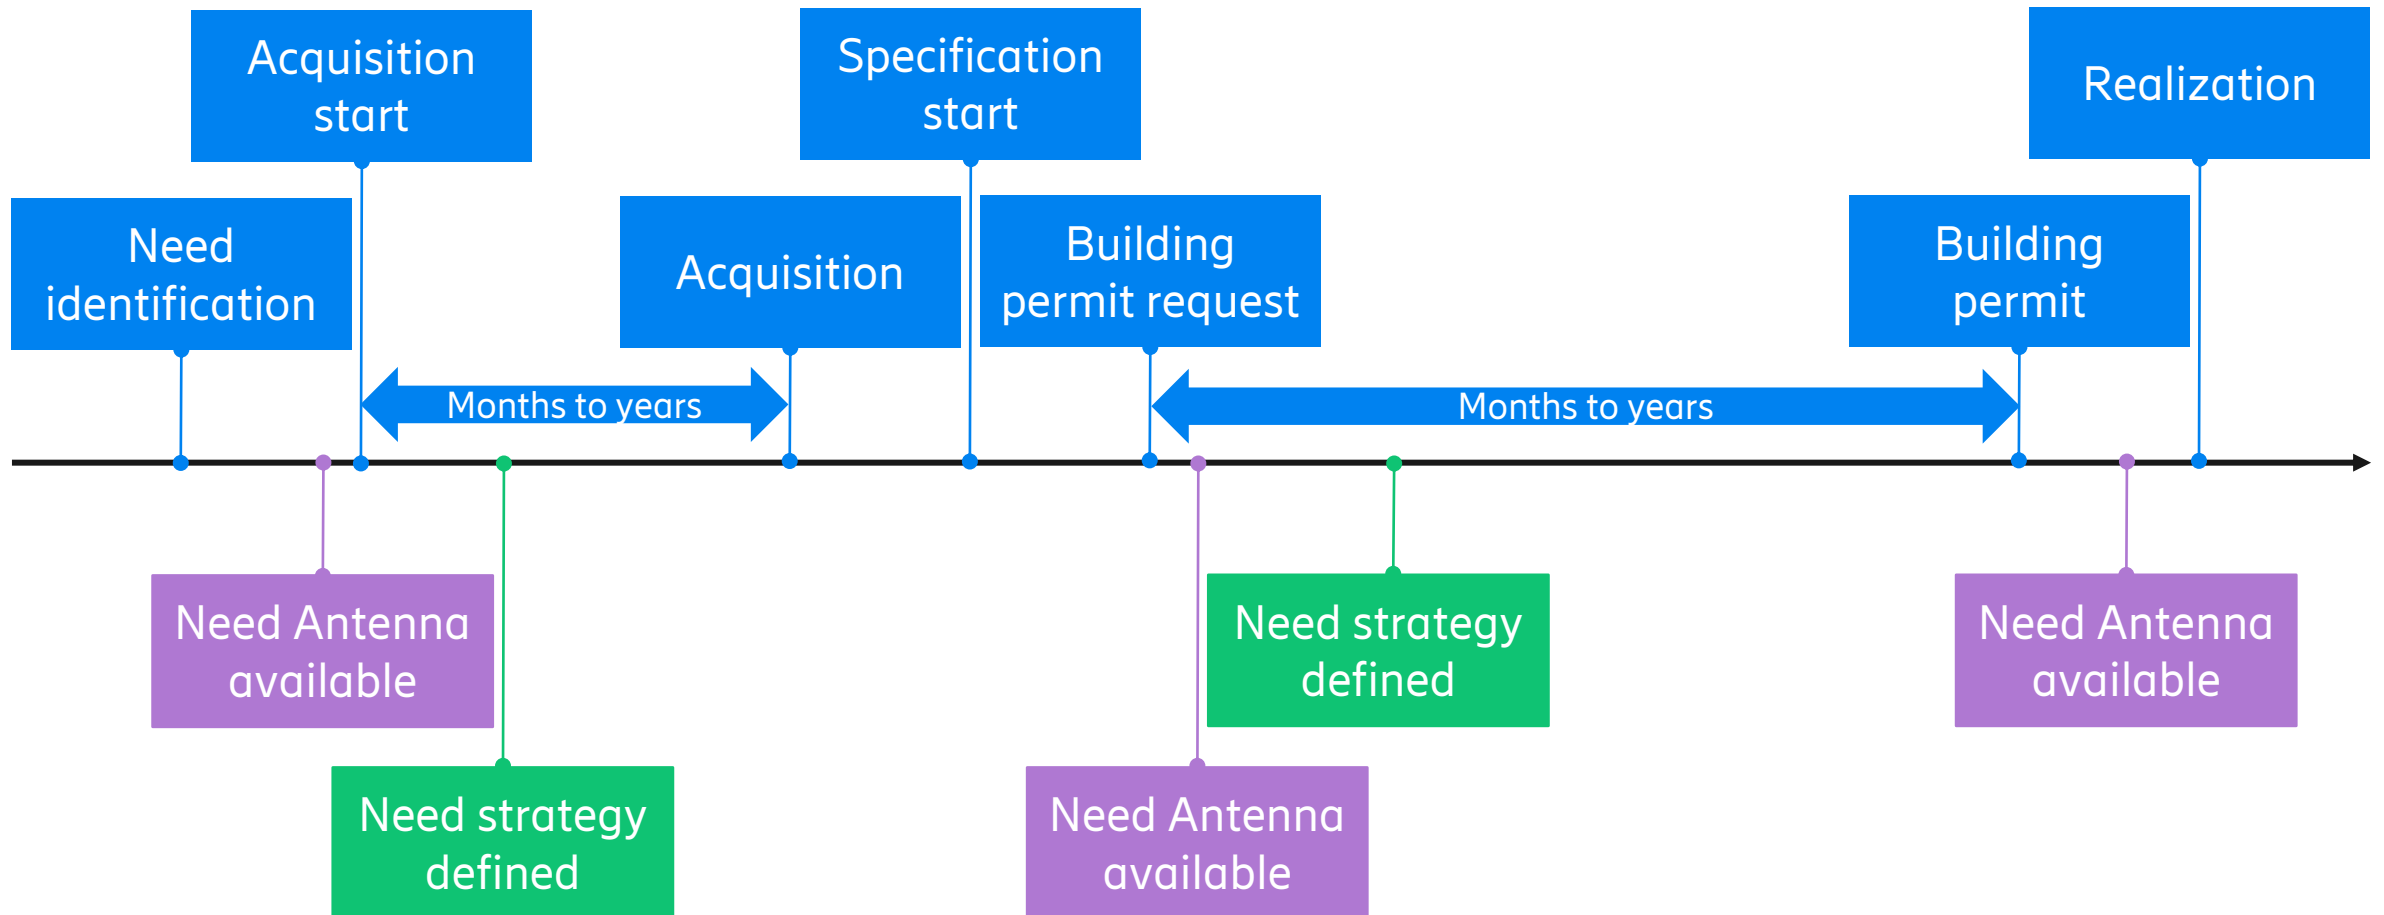 Acquisition
start
Specification
start
Realization
Need
identification
Acquisition
Building
permit request
Building
permit
Months to years
Months to years
Need Antenna
available
Need strategy
defined
Need Antenna
available
Need strategy
defined
Need Antenna
available